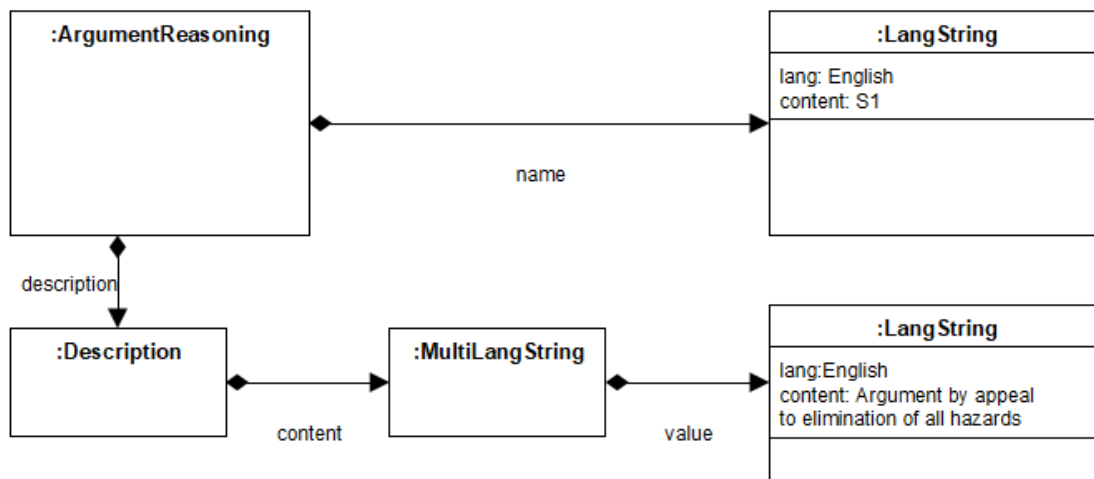 :ArgumentReasoning
:LangString
lang: English
content: S1
name
description
:Description
:MultiLangString
:LangString
lang:English
content: Argument by appeal
to elimination of all hazards
content
value